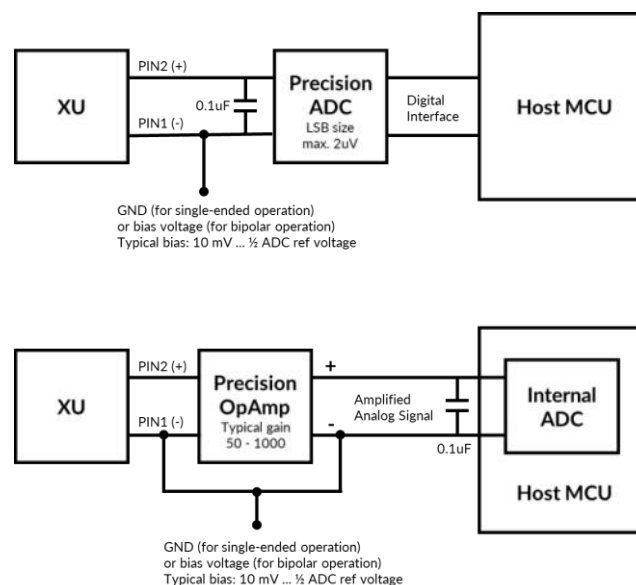 XU
PIN2 (+)
PIN1 (-)
0.1uF
Precision
ADC
LSB size
max. 2uV
Digital
Interface
Host MCU
GND (for single-ended operation)
or bias voltage (for bipolar operation)
Typical bias: 10 mV ... ½ ADC ref voltage
XU
PIN2 (+)
PIN1 (-)
Precision
OpAmp
Typical gain
50 - 1000
+
-
Amplified
Analog Signal
0.1uF
Internal
ADC
Host MCU
GND (for single-ended operation)
or bias voltage (for bipolar operation)
Typical bias: 10 mV ... ½ ADC ref voltage